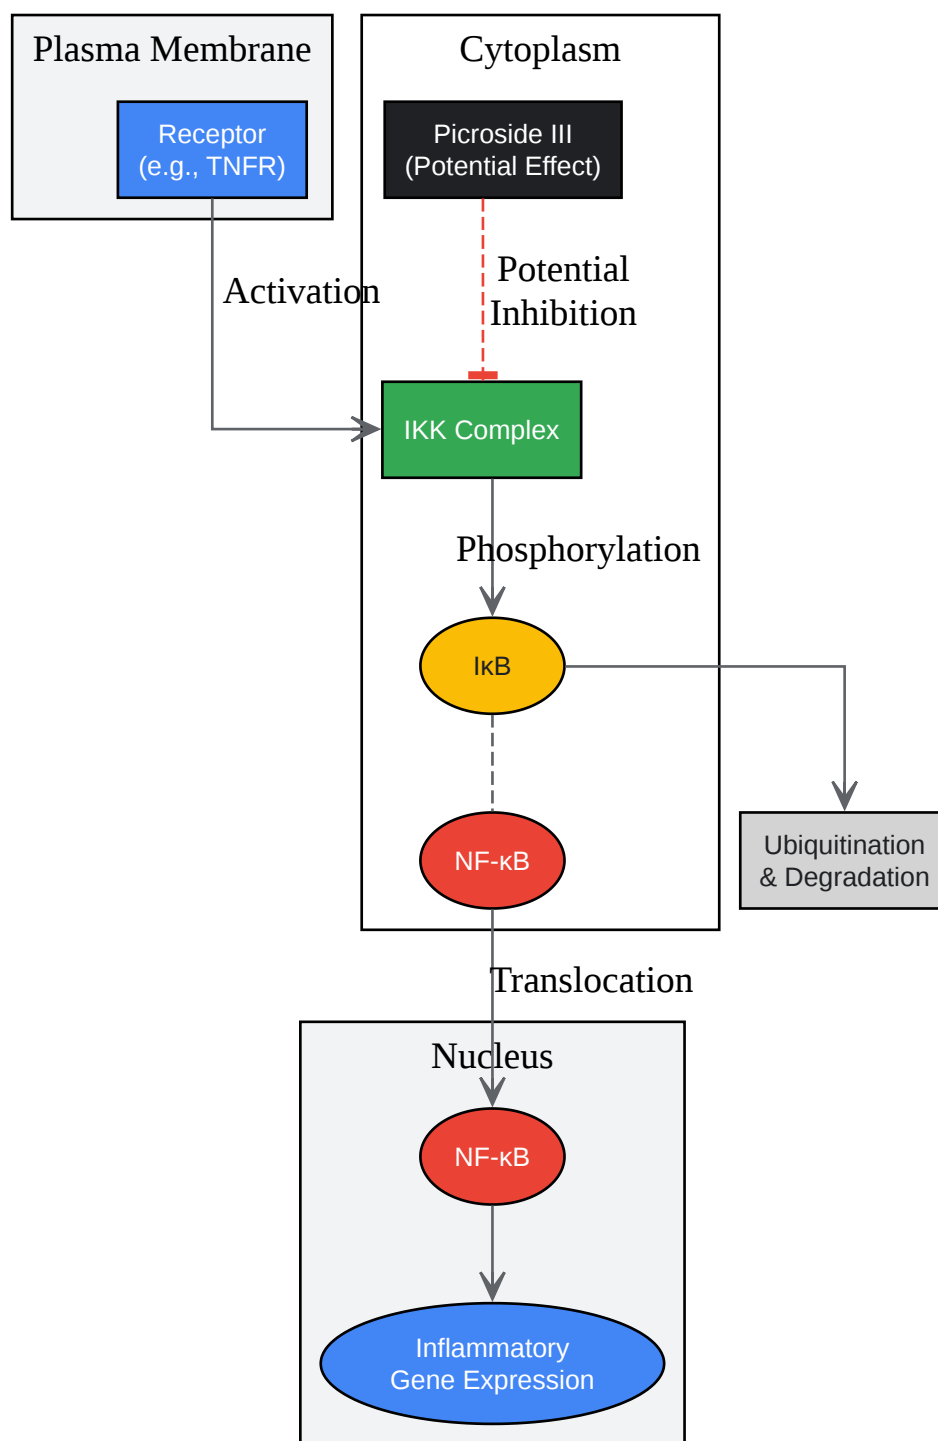 Plasma Membrane
Cytoplasm
Receptor
(e.g., TNFR)
Picroside III
(Potential Effect)
Activation
Potential
Inhibition
IKK Complex
Phosphorylation
IκB
NF-κB
Ubiquitination
& Degradation
Translocation
Nucleus
NF-κB
Inflammatory
Gene Expression